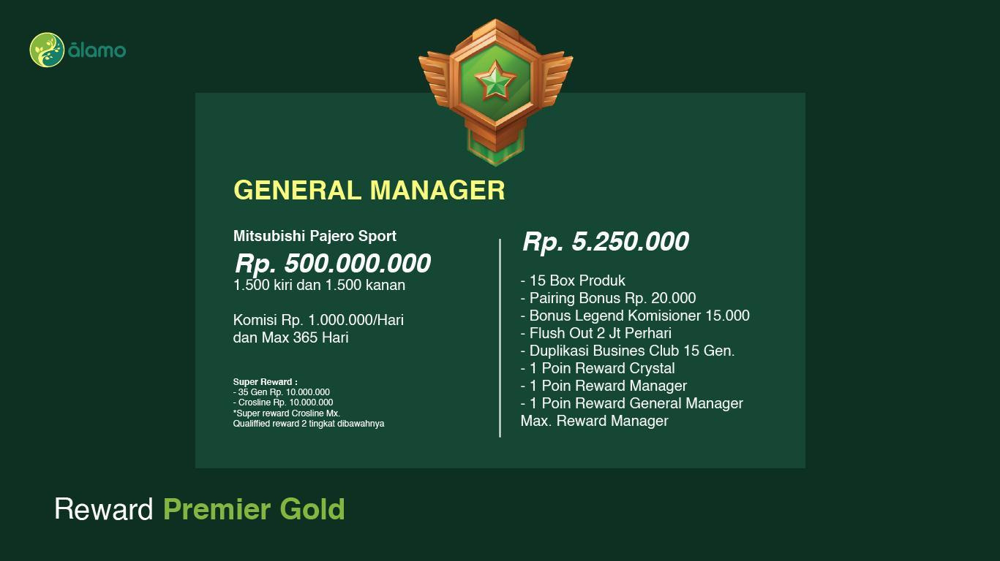 ālamo
GENERAL MANAGER
Mitsubishi Pajero Sport
Rp. 500.000.000
1.500 kiri dan 1.500 kanan
Komisi Rp. 1.000.000/Hari
dan Max 365 Hari
Super Reward :
- 35 Gen Rp. 10.000.000
- Crosline Rp. 10.000.000
*Super reward Crosline Mx.
Qualiffied reward 2 tingkat dibawahnya
Rp. 5.250.000
- 15 Box Produk
- Pairing Bonus Rp. 20.000
- Bonus Legend Komisioner 15.000
- Flush Out 2 Jt Perhari
- Duplikasi Busines Club 15 Gen.
- 1 Poin Reward Crystal
- 1 Poin Reward Manager
- 1 Poin Reward General Manager
Max. Reward Manager
Reward Premier Gold